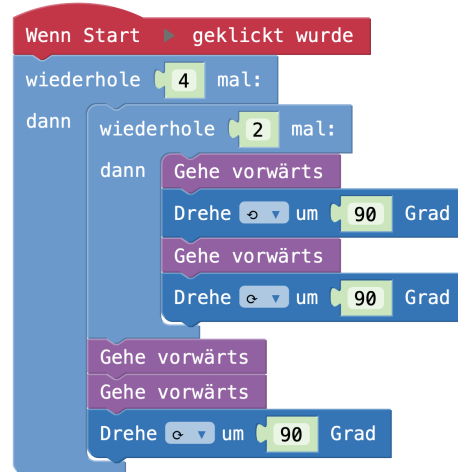 Wenn Start ▶ geklickt wurde
wiederhole 4 mal:
dann wiederhole 2 mal:
dann Gehe vorwärts
Drehe ⟲ ▼ um 90 Grad
Gehe vorwärts
Drehe ⟳ ▼ um 90 Grad
Gehe vorwärts
Gehe vorwärts
Drehe ⟳ ▼ um 90 Grad